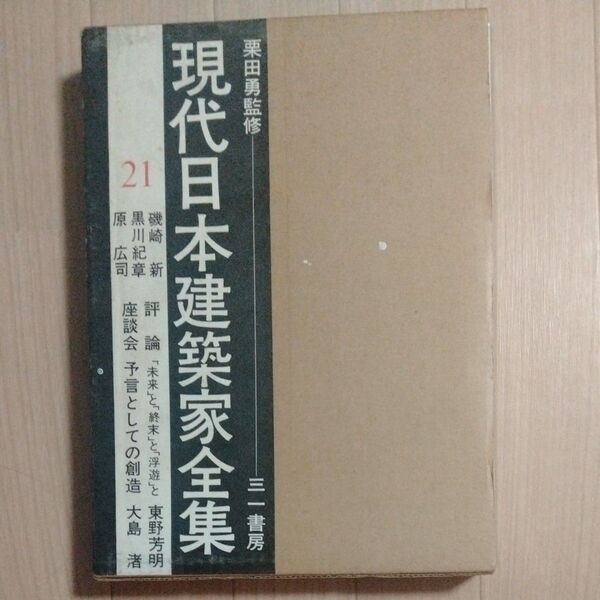 栗田勇監修
三一書房
現代日本建築家全集
21
磯崎 新
黒川紀章
原 広司
評論 「未来」と「終末」と「浮遊」と 東野芳明
座談会 予言としての創造 大島 渚